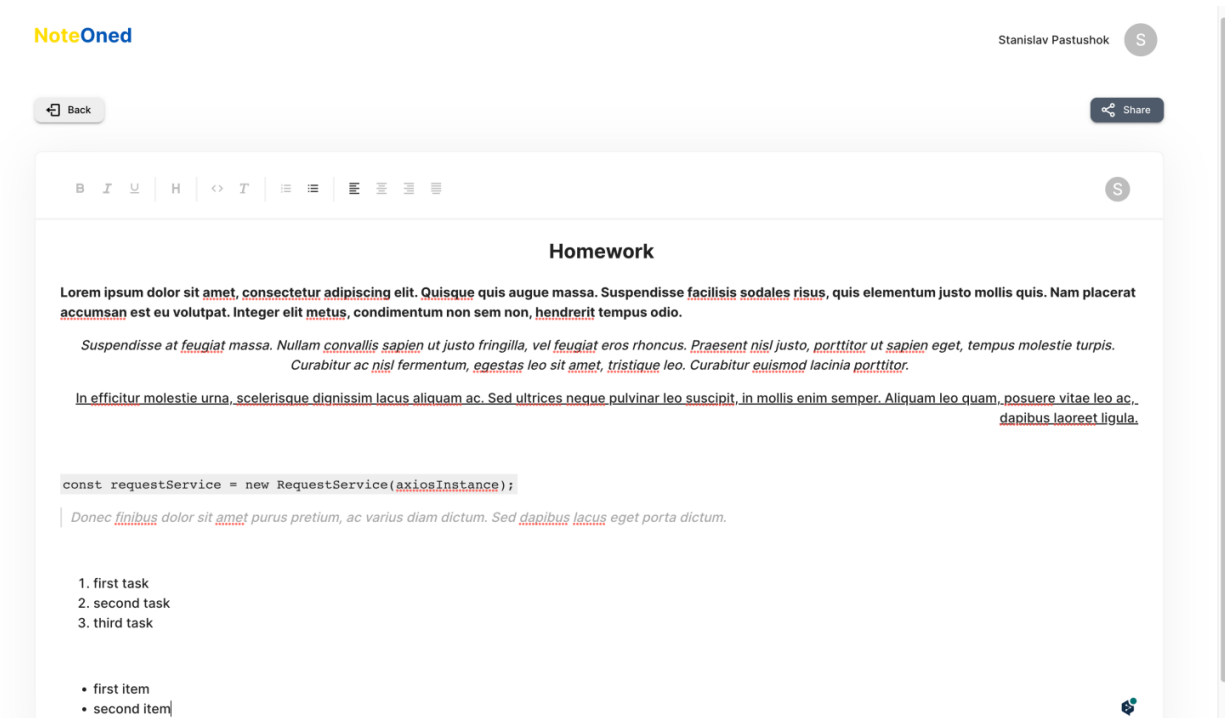 NoteOned
Stanislav Pastushok
S
Back
Share
B I U H <> T
S
Homework
Lorem ipsum dolor sit amet, consectetur adipiscing elit. Quisque quis augue massa. Suspendisse facilisis sodales risus, quis elementum justo mollis quis. Nam placerat
accumsan est eu volutpat. Integer elit metus, condimentum non sem non, hendrerit tempus odio.
Suspendisse at feugiat massa. Nullam convallis sapien ut justo fringilla, vel feugiat eros rhoncus. Praesent nisl justo, porttitor ut sapien eget, tempus molestie turpis.
Curabitur ac nisl fermentum, egestas leo sit amet, tristique leo. Curabitur euismod lacinia porttitor.
In efficitur molestie urna, scelerisque dignissim lacus aliquam ac. Sed ultrices neque pulvinar leo suscipit, in mollis enim semper. Aliquam leo quam, posuere vitae leo ac,
dapibus laoreet ligula.
const requestService = new RequestService(axiosInstance);
Donec finibus dolor sit amet purus pretium, ac varius diam dictum. Sed dapibus lacus eget porta dictum.
1. first task
2. second task
3. third task
• first item
• second item